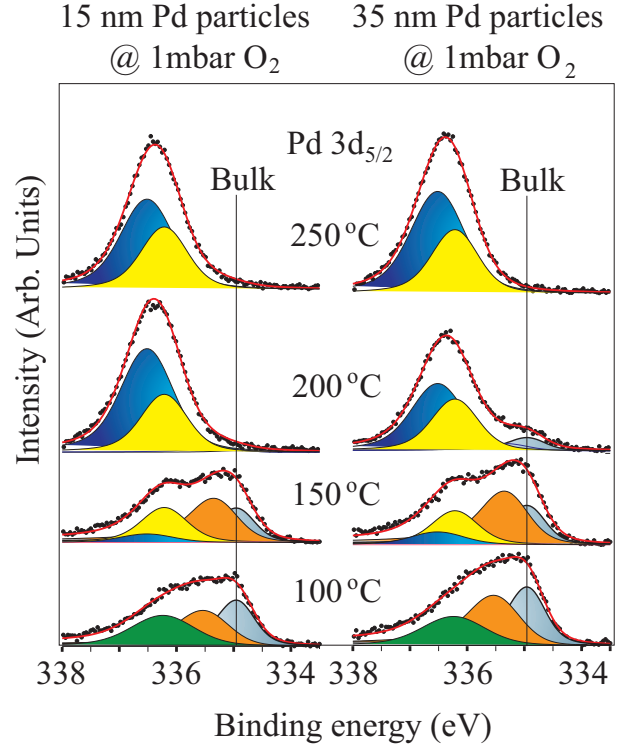 15 nm Pd particles
@ 1mbar O₂
35 nm Pd particles
@ 1mbar O₂
Pd 3d₅/₂
Bulk
Bulk
250 °C
200 °C
150 °C
100 °C
Intensity (Arb. Units)
338 336 334 338 336 334
Binding energy (eV)